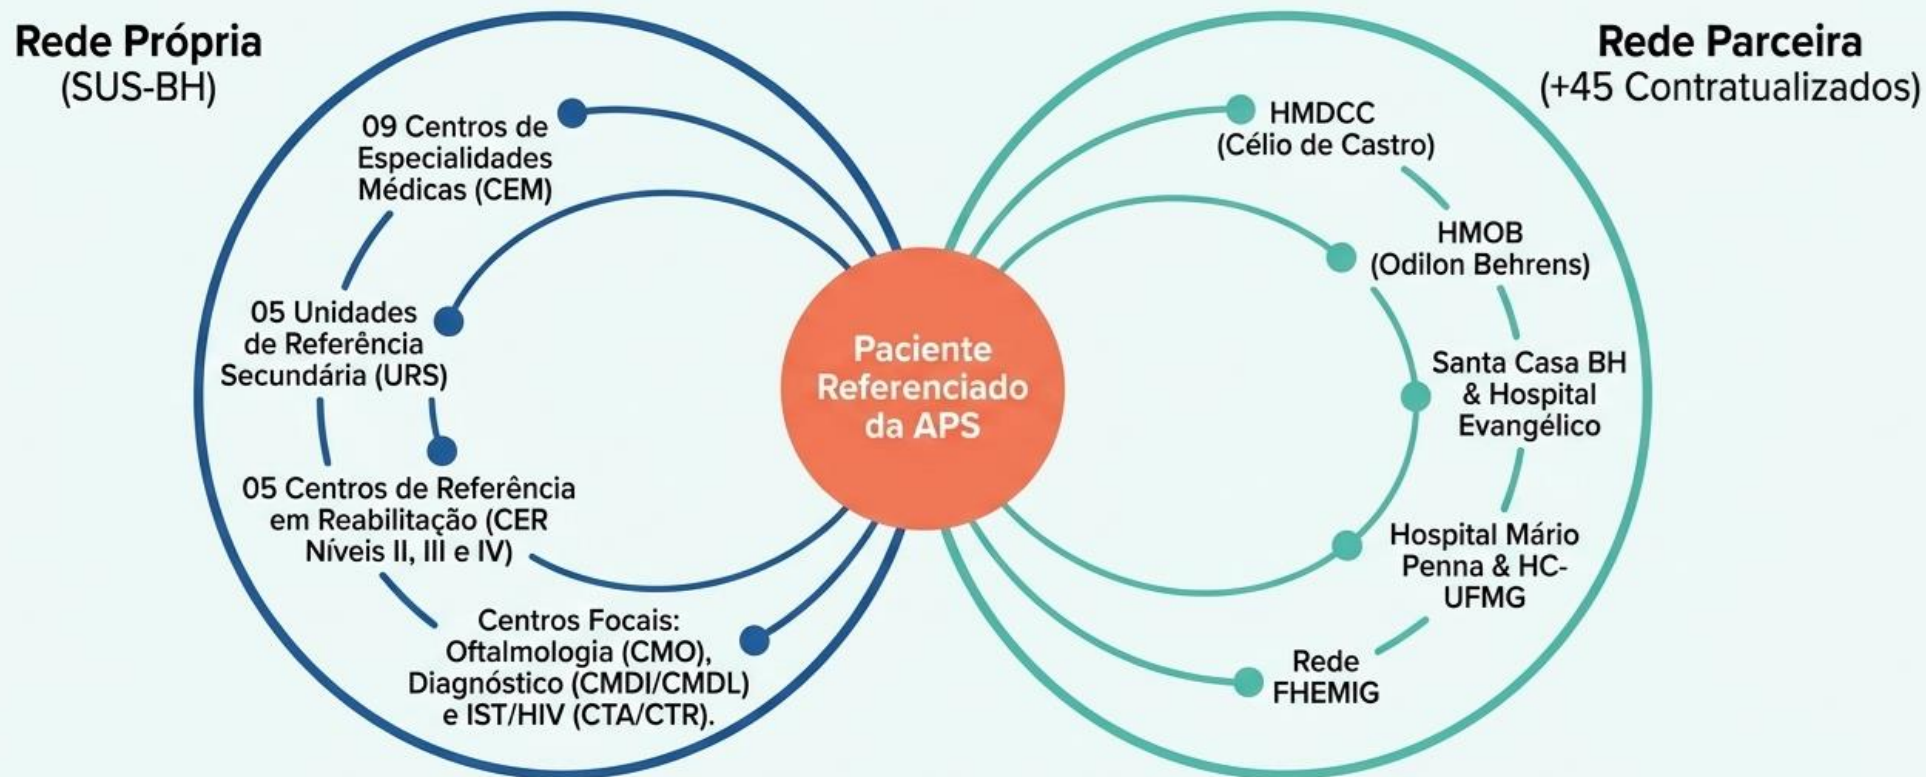 Rede Própria
(SUS-BH)
09 Centros de
Especialidades
Médicas (CEM)
05 Unidades
de Referência
Secundária (URS)
05 Centros de Referência
em Reabilitação (CER
Níveis II, III e IV)
Centros Focais:
Oftalmologia (CMO),
Diagnóstico (CMDI/CMDL)
e IST/HIV (CTA/CTR).
Paciente
Referenciado
da APS
Rede Parceira
(+45 Contratualizados)
HMDCC
(Célio de Castro)
HMOB
(Odilon Behrens)
Santa Casa BH
& Hospital
Evangélico
Hospital Mário
Penna & HC-
UFMG
Rede
FHEMIG